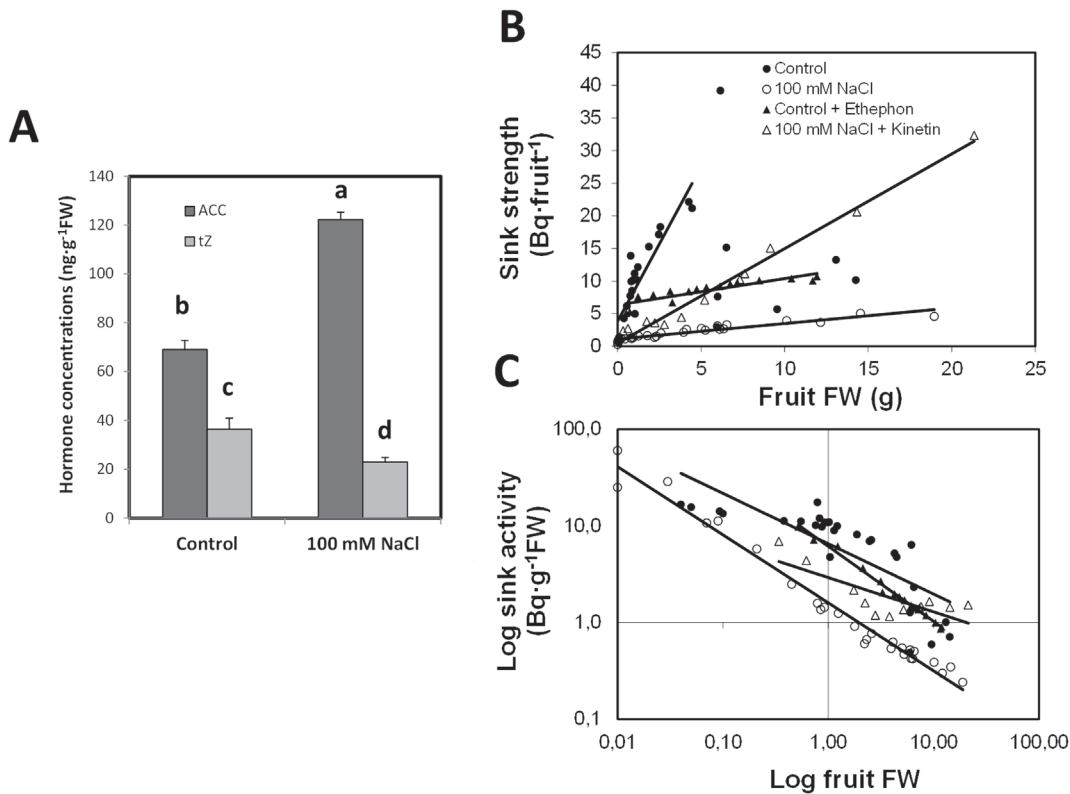 A
Hormone concentrations (ng·g-1FW)
140
120
100
80
60
40
20
0
ACC
tZ
b
c
a
d
Control
100 mM NaCl
B
Sink strength
(Bq·fruit-1)
45
40
35
30
25
20
15
10
5
0
Control
100 mM NaCl
Control + Ethephon
100 mM NaCl + Kinetin
0
5
10
15
20
25
Fruit FW (g)
C
Log sink activity
(Bq·g-1FW)
100,0
10,0
1,0
0,1
0,01
0,10
1,00
10,00
100,00
Log fruit FW